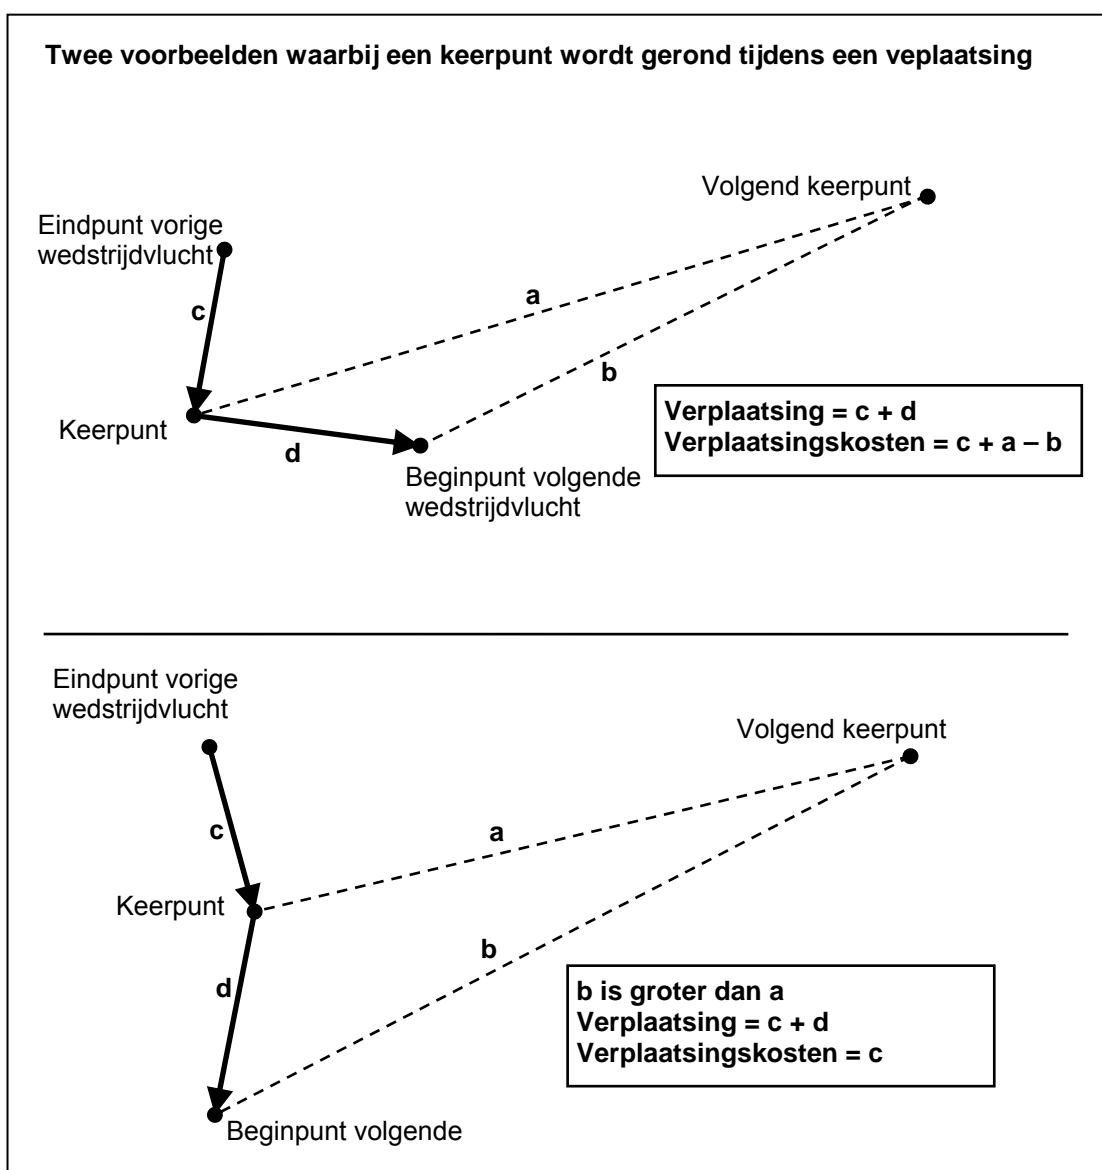 Twee voorbeelden waarbij een keerpunt wordt gerond tijdens een veplaatsing
Volgend keerpunt
Eindpunt vorige
wedstrijdvlucht
c
a
b
Keerpunt
d
Verplaatsing = c + d
Verplaatsingskosten = c + a – b
Beginpunt volgende
wedstrijdvlucht
Eindpunt vorige
wedstrijdvlucht
Volgend keerpunt
c
a
Keerpunt
b
d
b is groter dan a
Verplaatsing = c + d
Verplaatsingskosten = c
Beginpunt volgende